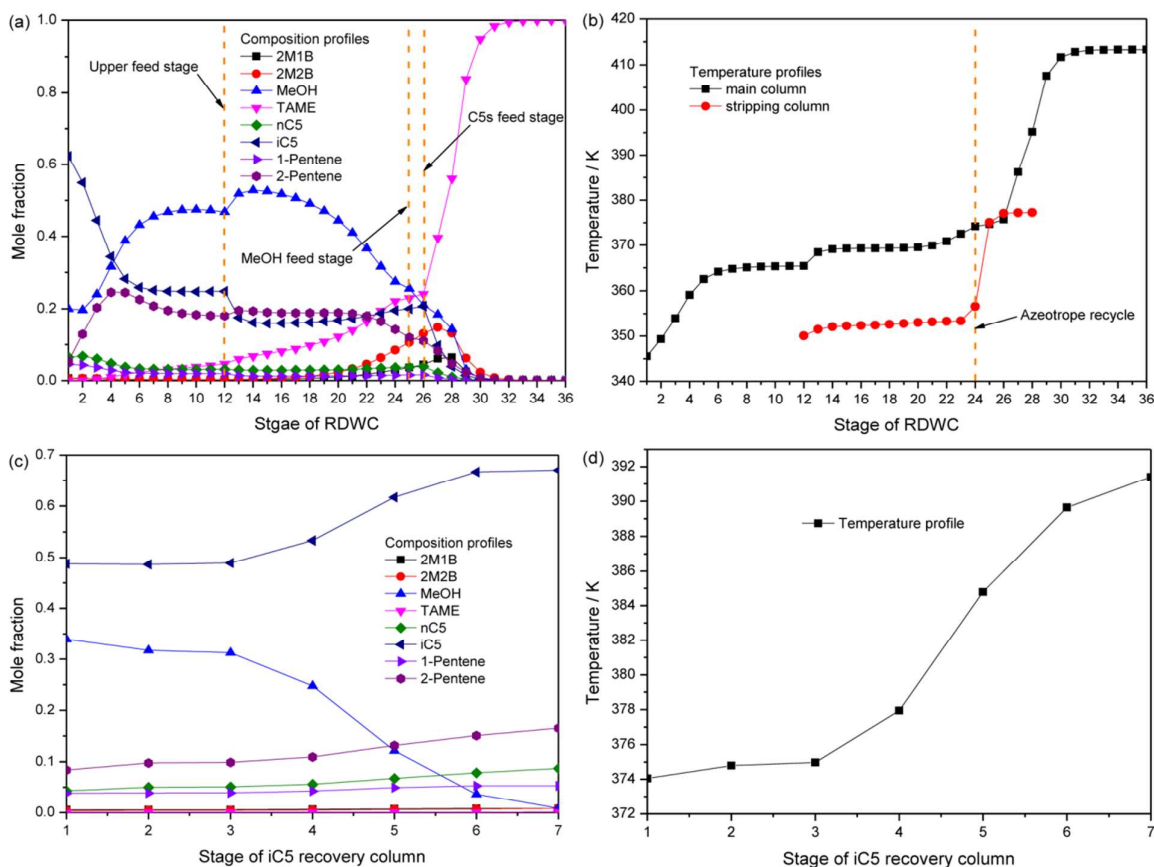 (a)
1.0
0.8
0.6
0.4
0.2
0.0
Mole fraction
Upper feed stage
Composition profiles
2M1B
2M2B
MeOH
TAME
nC5
iC5
1-Pentene
2-Pentene
C5s feed stage
MeOH feed stage
2 4 6 8 10 12 14 16 18 20 22 24 26 28 30 32 34 36
Stgae of RDWC
(b)
420
410
400
390
380
370
360
350
340
Temperature / K
Temperature profiles
main column
stripping column
Azeotrope recycle
2 4 6 8 10 12 14 16 18 20 22 24 26 28 30 32 34 36
Stage of RDWC
(c)
0.7
0.6
0.5
0.4
0.3
0.2
0.1
0.0
Mole fraction
Composition profiles
2M1B
2M2B
MeOH
TAME
nC5
iC5
1-Pentene
2-Pentene
1 2 3 4 5 6 7
Stage of iC5 recovery column
(d)
392
390
388
386
384
382
380
378
376
374
372
Temperature / K
Temperature profile
1 2 3 4 5 6 7
Stage of iC5 recovery column